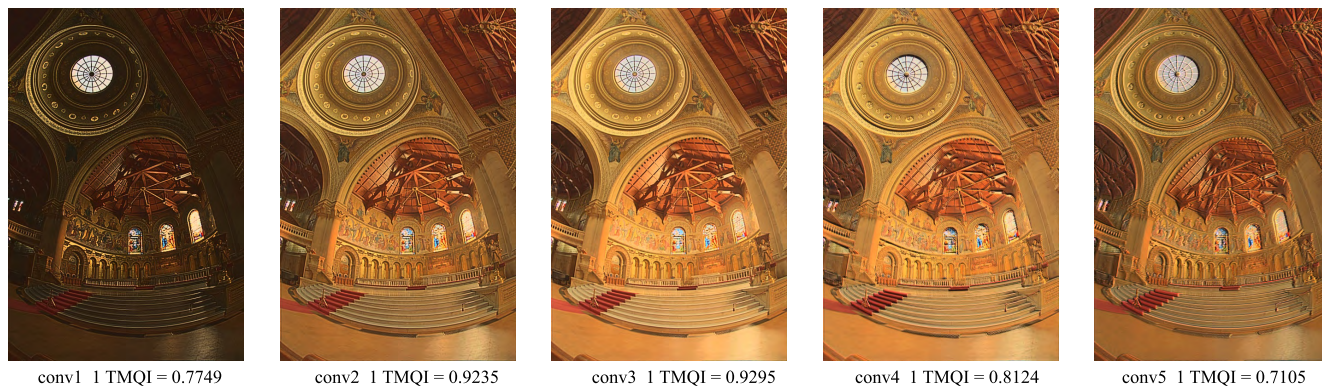 conv1 1 TMQI = 0.7749
conv2 1 TMQI = 0.9235
conv3 1 TMQI = 0.9295
conv4 1 TMQI = 0.8124
conv5 1 TMQI = 0.7105